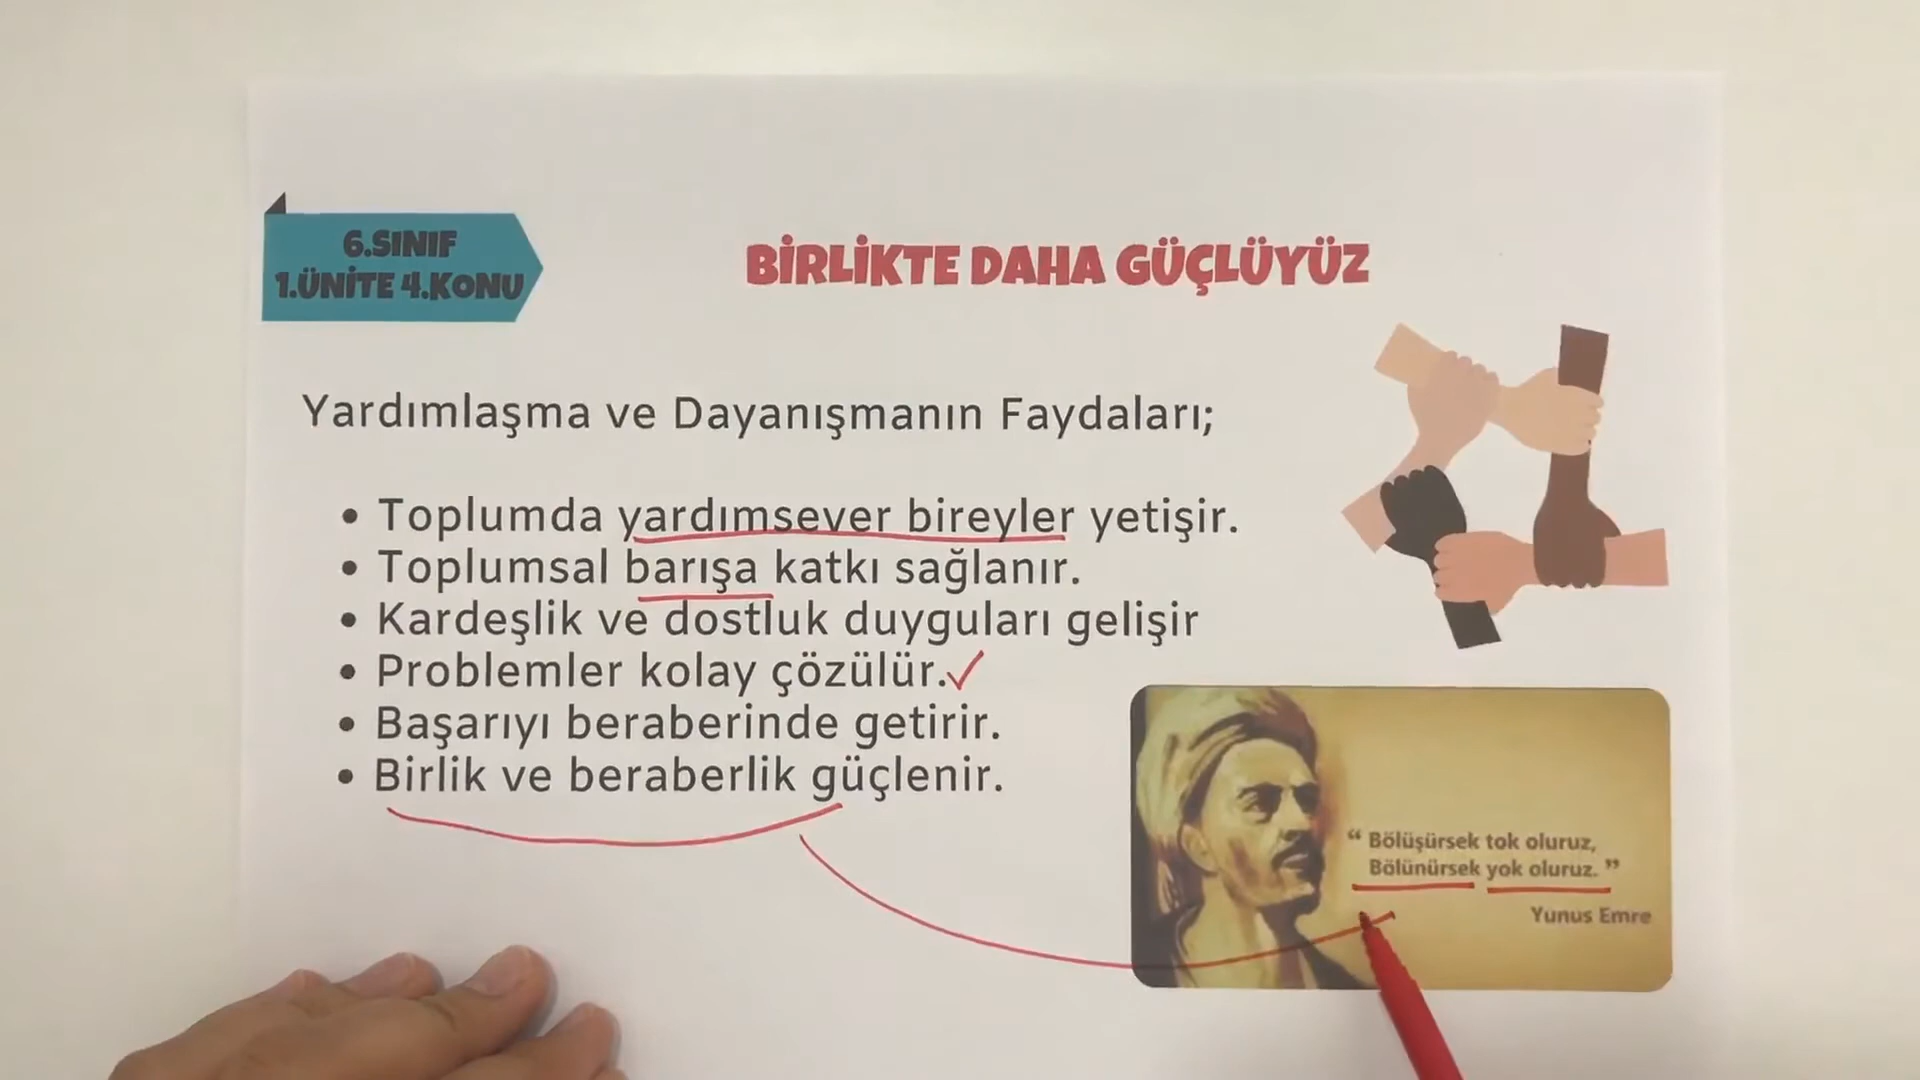 6.SINIF
1.ÜNİTE 4.KONU
BİRLİKTE DAHA GÜÇLÜYÜZ
Yardımlaşma ve Dayanışmanın Faydaları;
• Toplumda yardımsever bireyler yetişir.
• Toplumsal barışa katkı sağlanır.
• Kardeşlik ve dostluk duyguları gelişir
• Problemler kolay çözülür.✓
• Başarıyı beraberinde getirir.
• Birlik ve beraberlik güçlenir.
“ Bölüşürsek tok oluruz,
Bölünürsek yok oluruz. ”
Yunus Emre